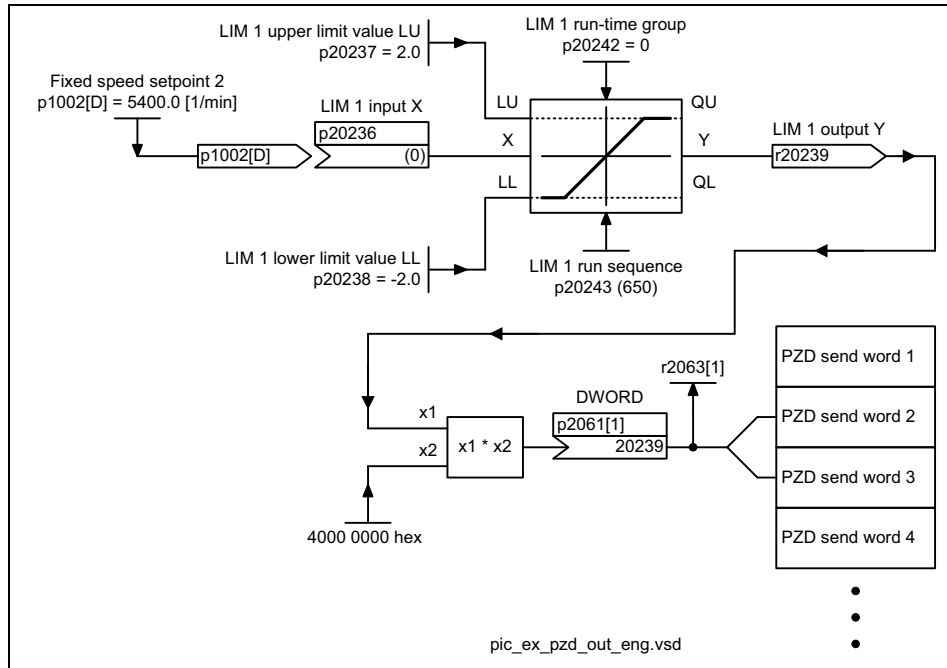 LIM 1 upper limit value LU
p20237 = 2.0
LIM 1 run-time group
p20242 = 0
Fixed speed setpoint 2
p1002[D] = 5400.0 [1/min]
LIM 1 input X
p20236
(0)
p1002[D]
LU
X
LL
QU
Y
QL
LIM 1 output Y
r20239
LIM 1 lower limit value LL
p20238 = -2.0
LIM 1 run sequence
p20243 (650)
x1
x2
x1 * x2
4000 0000 hex
DWORD
p2061[1]
20239
r2063[1]
PZD send word 1
PZD send word 2
PZD send word 3
PZD send word 4
pic_ex_pzd_out_eng.vsd